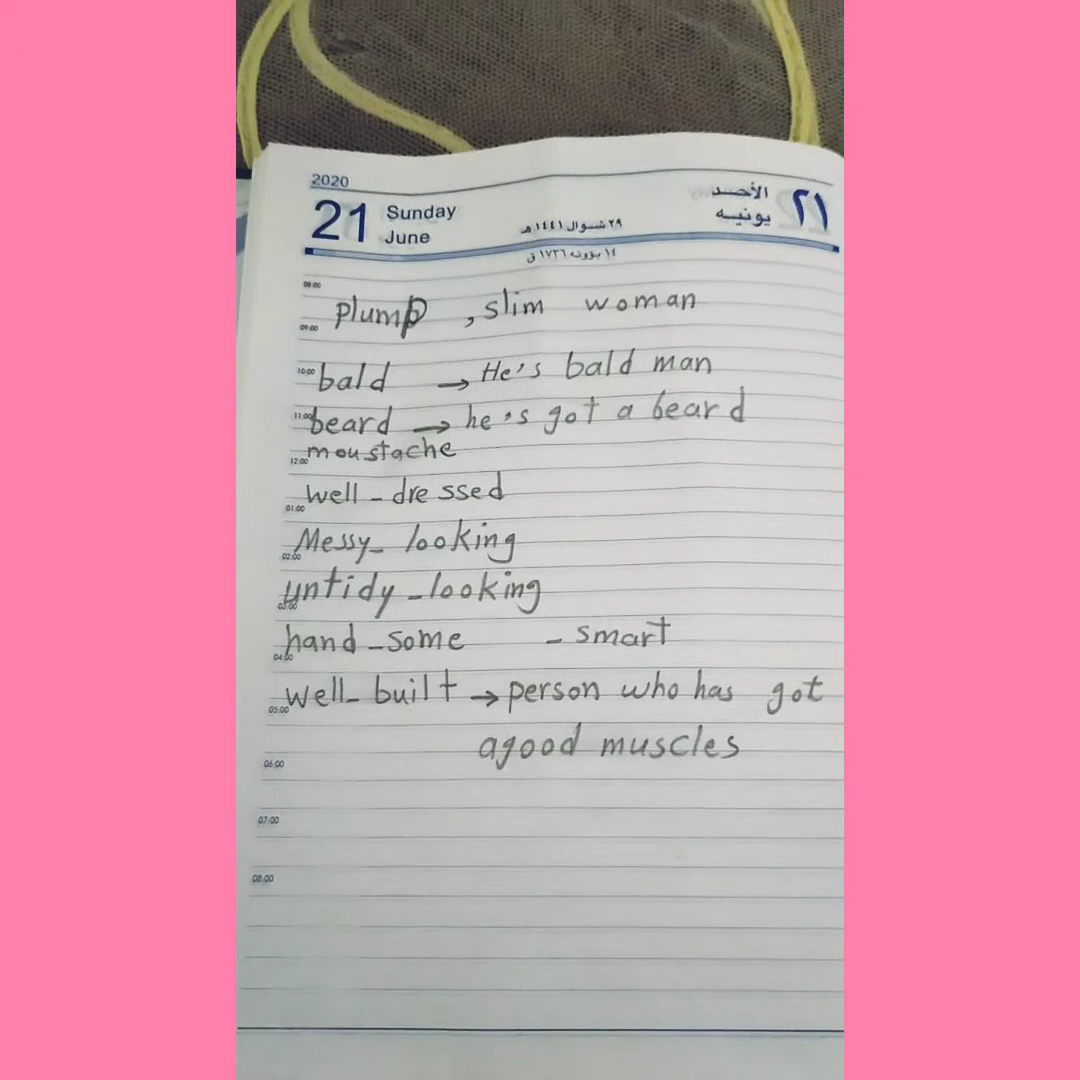 2020
21 Sunday June
٢٩ شوال ١٤٤١ هـ
١٤ بؤونه ١٧٣٦ ق
الأحد
يونيه
٢١
08:00
plump , slim woman
09:00
10:00 bald → He's bald man
11:00 beard → he's got a beard
12:00 moustache
01:00 well - dressed
02:00 Messy - looking
03:00 untidy - looking
04:00 hand - some - smart
05:00 well - built → person who has got
agood muscles
06:00
07:00
08:00